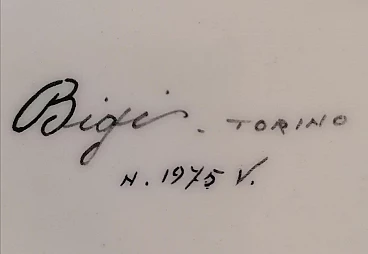 Bigi. - TORINO
N. 1975 V.